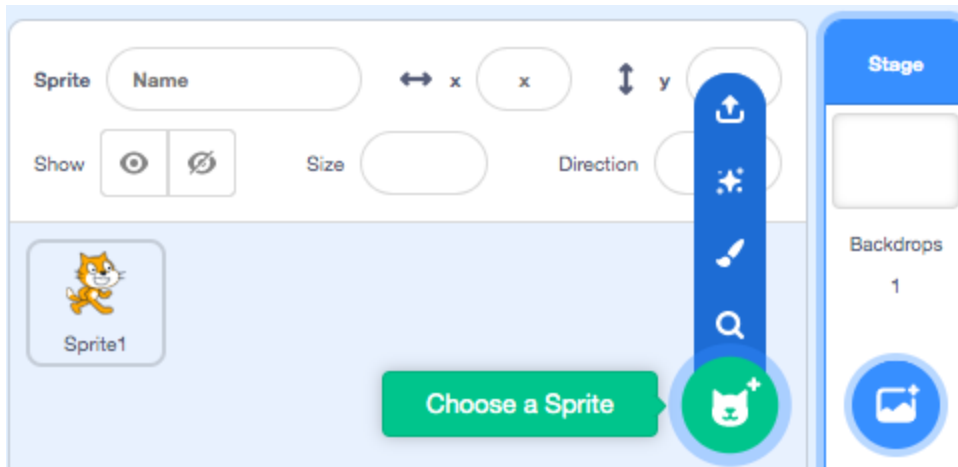 Sprite Name x x y
Show Size Direction
Sprite1
Choose a Sprite
Stage
Backdrops
1